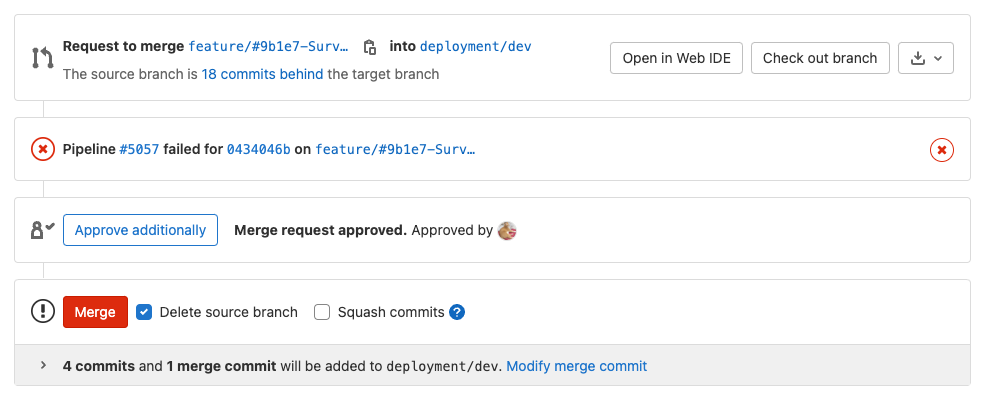 Request to merge feature/#9b1e7-Surv… into deployment/dev
The source branch is 18 commits behind the target branch
Open in Web IDE
Check out branch
Pipeline #5057 failed for 0434046b on feature/#9b1e7-Surv…
Approve additionally
Merge request approved. Approved by
Merge
Delete source branch
Squash commits ?
4 commits and 1 merge commit will be added to deployment/dev. Modify merge commit